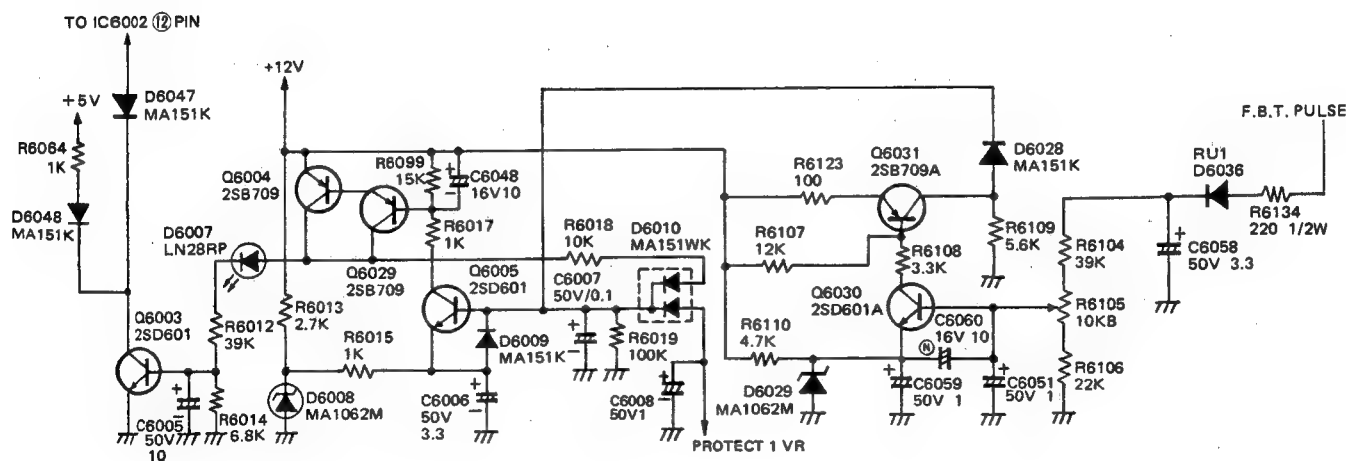 TO IC6002 ⑫ PIN
+12V
F.B.T. PULSE
D6047
MA151K
+5V
R6064
1K
D6048
MA151K
D6007
LN28RP
Q6003
2SD601
C6005
50V
10
R6014
6.8K
R6012
39K
Q6004
2SB709
R6099
15K
C6048
16V10
R6017
1K
Q6029
2SB709
Q6005
2SD601
R6013
2.7K
R6015
1K
D6008
MA1062M
C6006
50V
3.3
D6009
MA151K
R6018
10K
D6010
MA151WK
C6007
50V/0.1
R6019
100K
C6008
50V1
PROTECT 1 VR
R6123
100
Q6031
2SB709A
D6028
MA151K
R6107
12K
R6108
3.3K
R6109
5.6K
Q6030
2SD601A
C6060
16V 10
N
R6110
4.7K
D6029
MA1062M
C6059
50V 1
C6051
50V 1
R6104
39K
R6105
10KB
R6106
22K
RU1
D6036
R6134
220 1/2W
C6058
50V 3.3